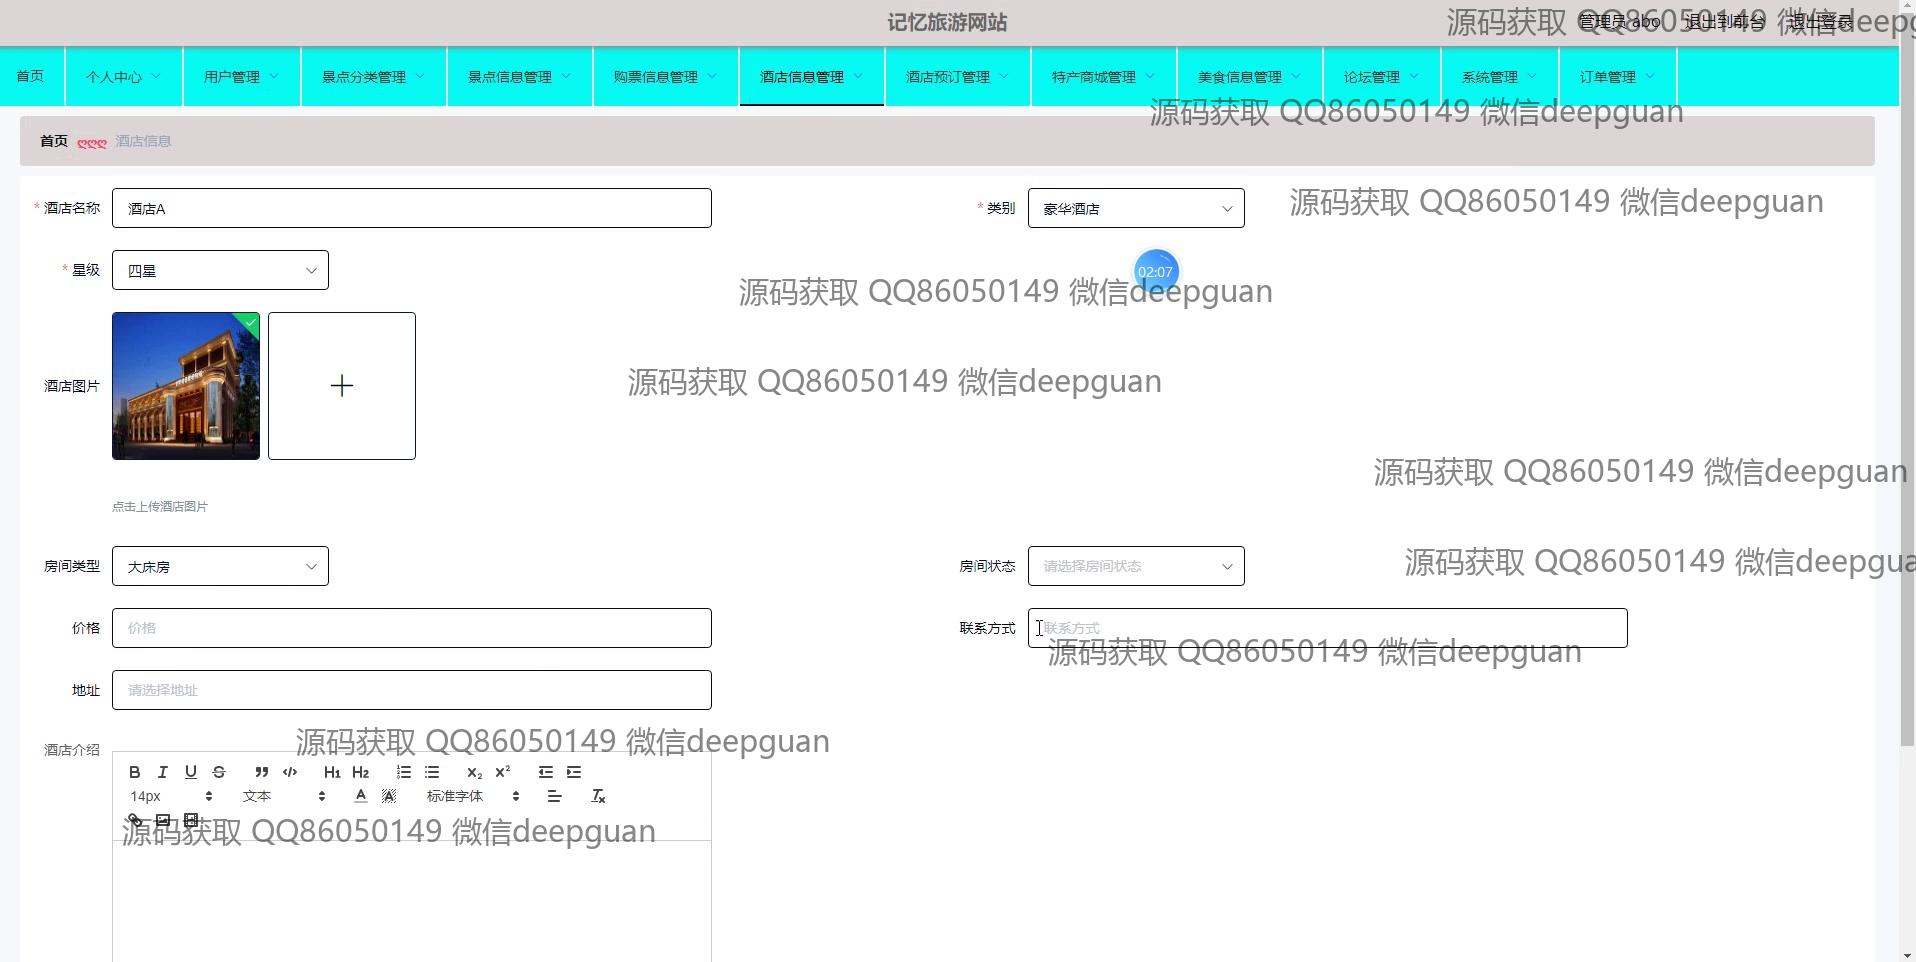 记忆旅游网站
管理员 abo 退出到前台 退出登录
源码获取 QQ86050149 微信deepg
首页 个人中心 用户管理 景点分类管理 景点信息管理 购票信息管理 酒店信息管理 酒店预订管理 特产商城管理 美食信息管理 论坛管理 系统管理 订单管理
源码获取 QQ86050149 微信deepguan
首页 ღღღ 酒店信息
* 酒店名称 酒店A * 类别 豪华酒店
源码获取 QQ86050149 微信deepguan
* 星级 四星
02:07
源码获取 QQ86050149 微信deepguan
源码获取 QQ86050149 微信deepguan
酒店图片
源码获取 QQ86050149 微信deepguan
点击上传酒店图片
房间类型 大床房 房间状态 请选择房间状态
源码获取 QQ86050149 微信deepgua
价格 价格 联系方式 联系方式
源码获取 QQ86050149 微信deepguan
地址 请选择地址
酒店介绍
源码获取 QQ86050149 微信deepguan
B I U S H1 H2 x2 x2
14px 文本 A A 标准字体 Tx
源码获取 QQ86050149 微信deepguan